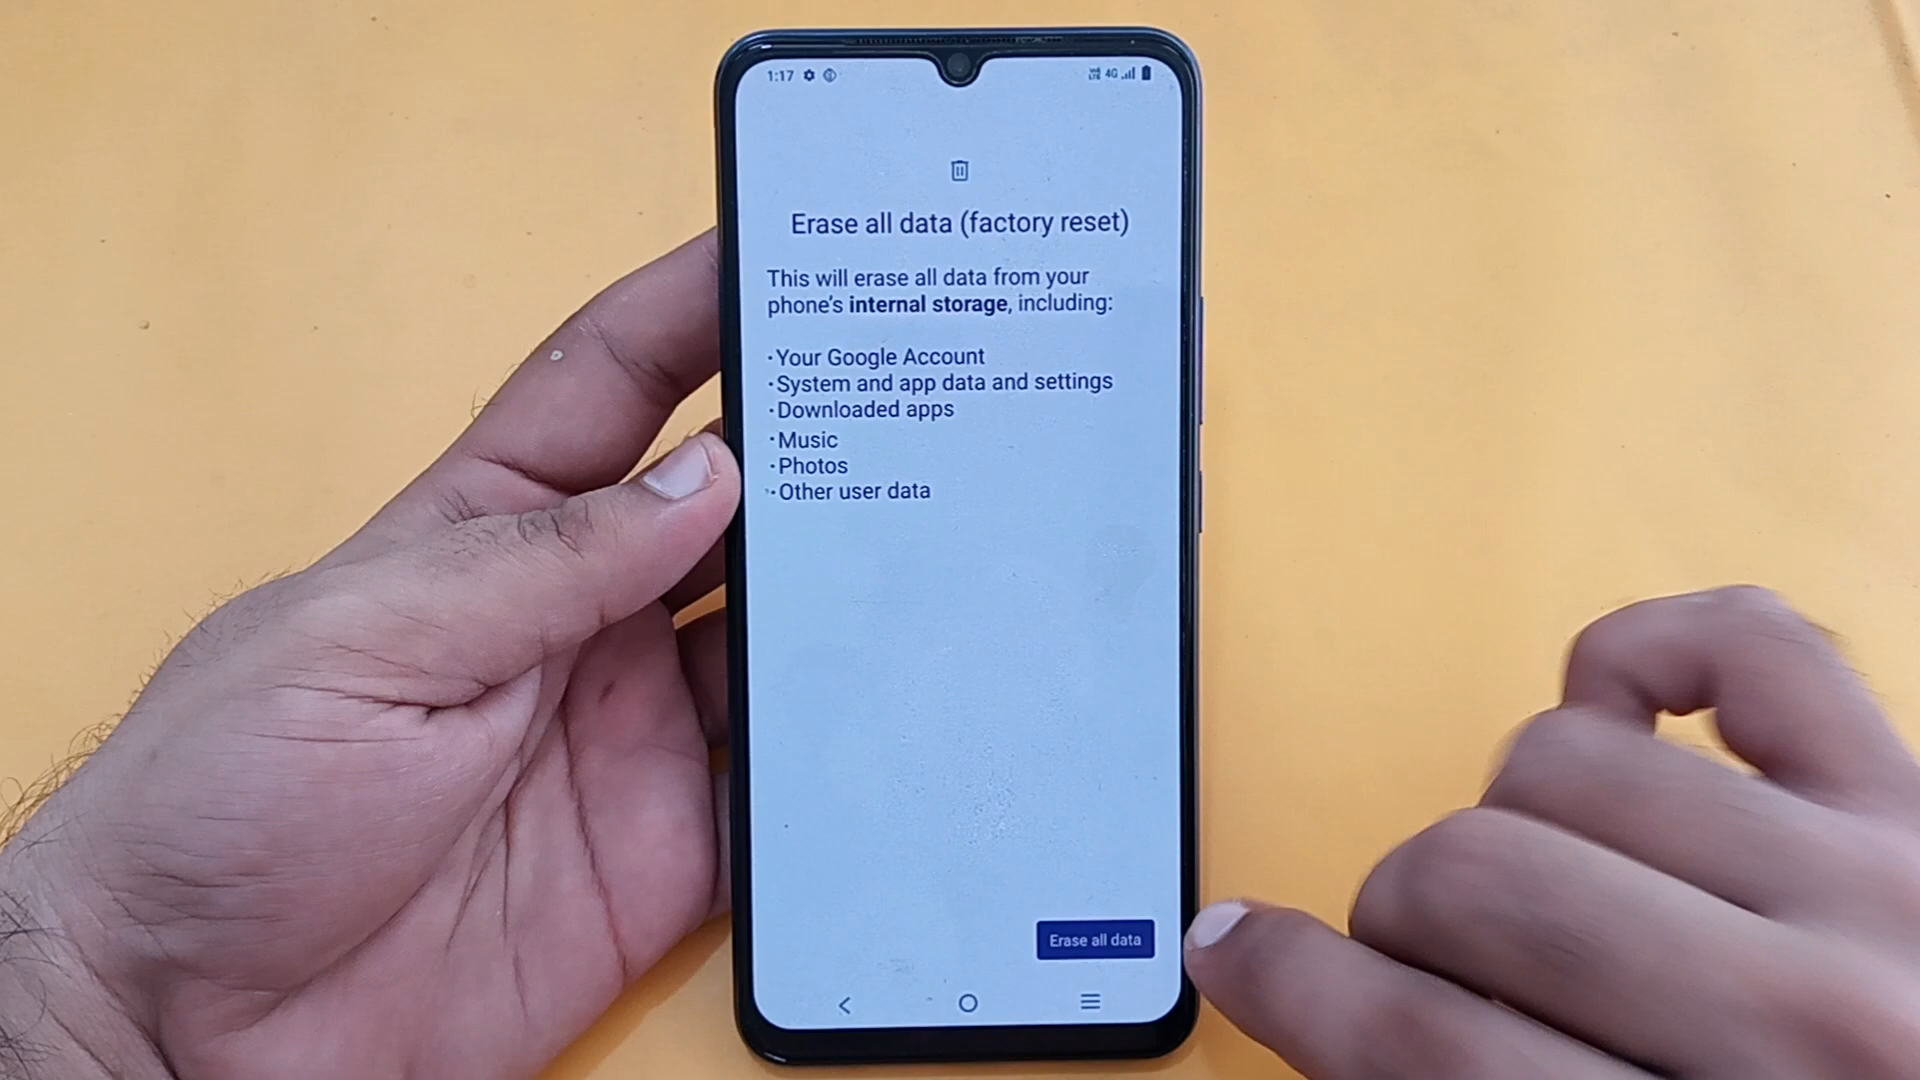 1:17
4G
Erase all data (factory reset)
This will erase all data from your
phone's internal storage, including:
·Your Google Account
·System and app data and settings
·Downloaded apps
·Music
·Photos
·Other user data
Erase all data